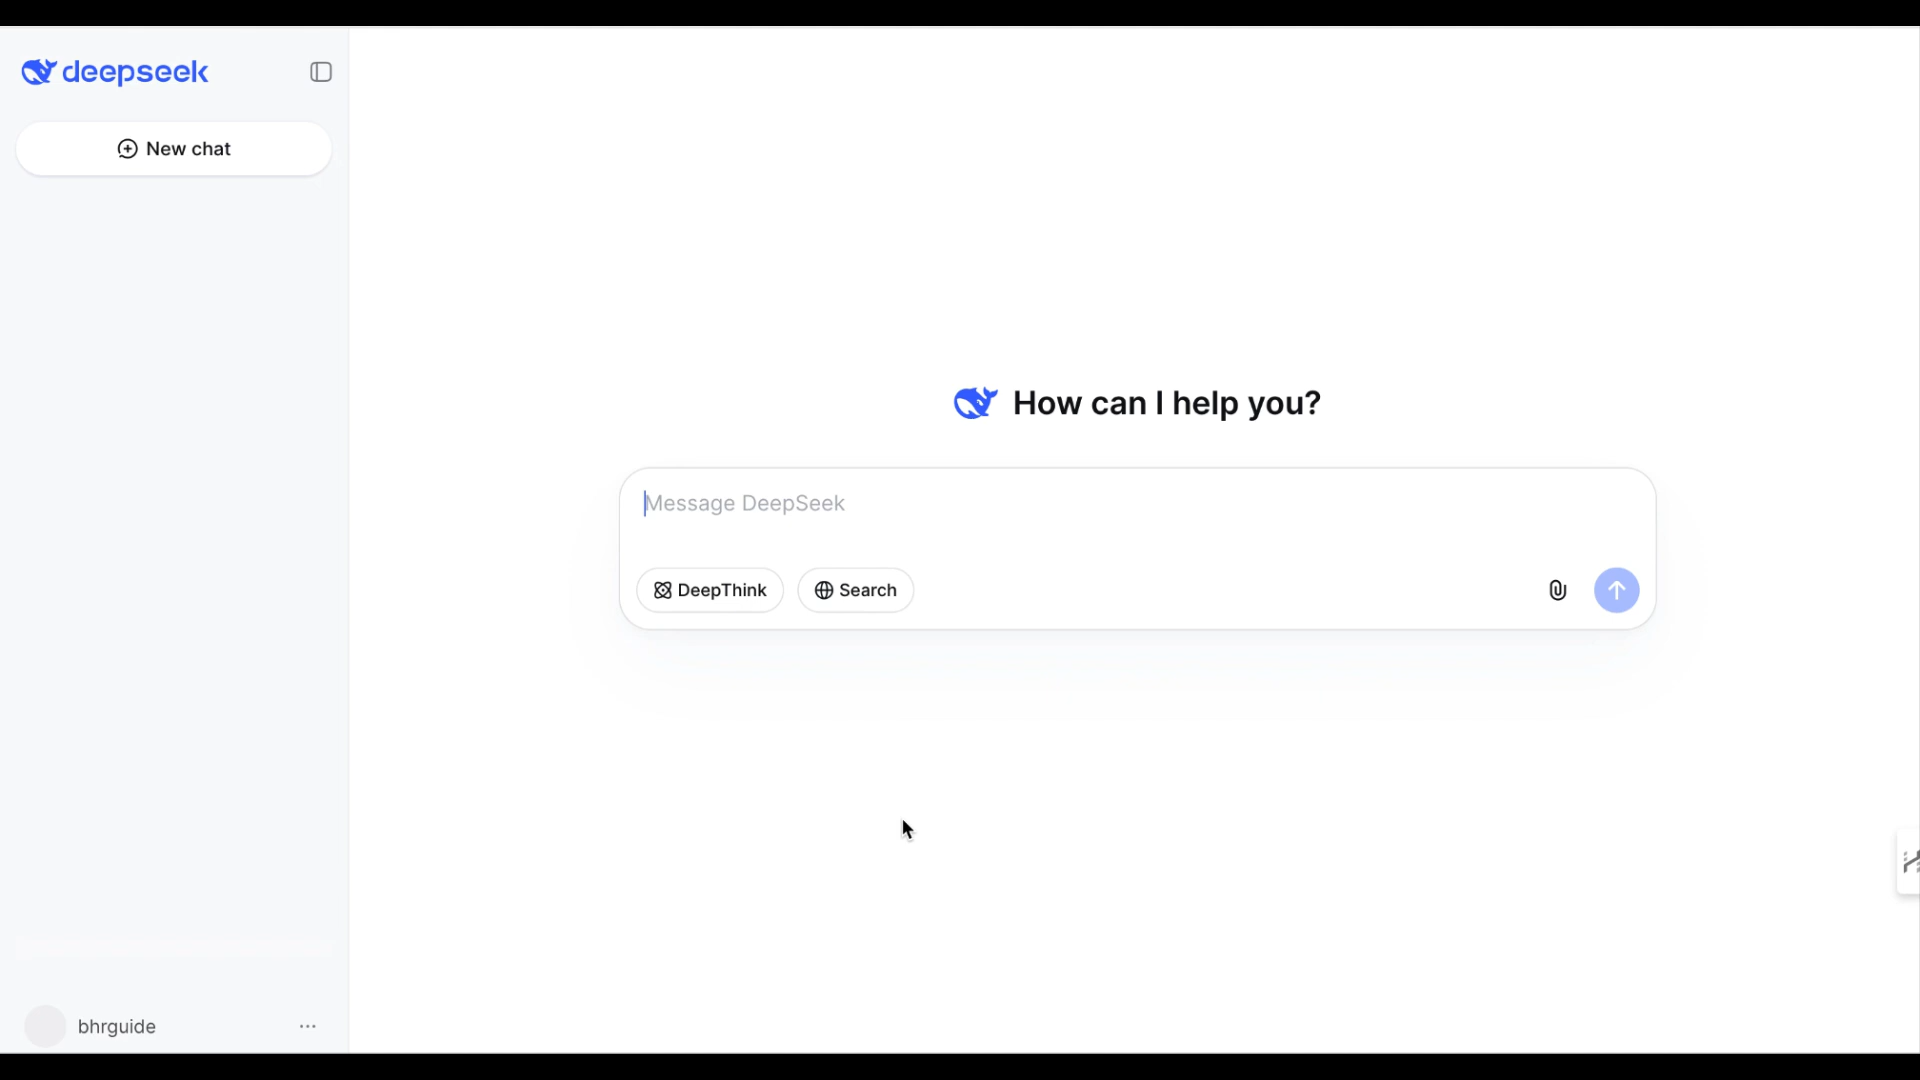 deepseek
New chat
How can I help you?
Message DeepSeek
DeepThink
Search
bhrguide